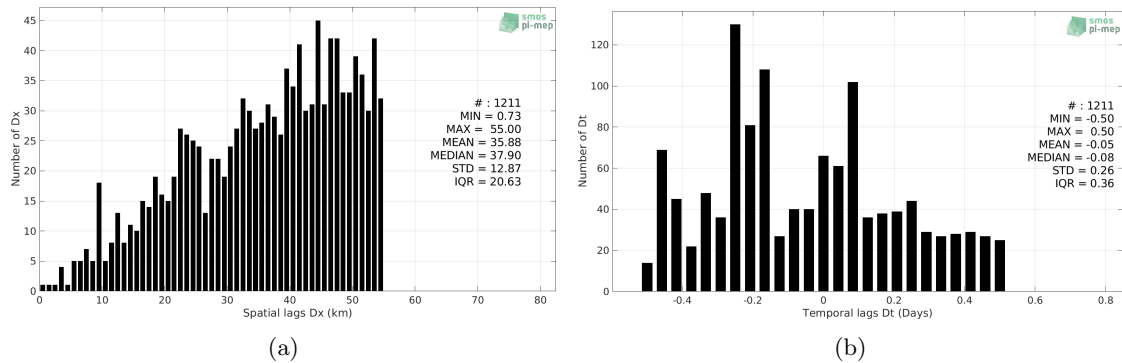 45
40
35
30
25
20
15
10
5
0
Number of Dx
0 10 20 30 40 50 60 70 80
Spatial lags Dx (km)
smos
pi-mep
# : 1211
MIN = 0.73
MAX = 55.00
MEAN = 35.88
MEDIAN = 37.90
STD = 12.87
IQR = 20.63
(a)
120
100
80
60
40
20
0
Number of Dt
-0.4 -0.2 0 0.2 0.4 0.6 0.8
Temporal lags Dt (Days)
smos
pi-mep
# : 1211
MIN = -0.50
MAX = 0.50
MEAN = -0.05
MEDIAN = -0.08
STD = 0.26
IQR = 0.36
(b)